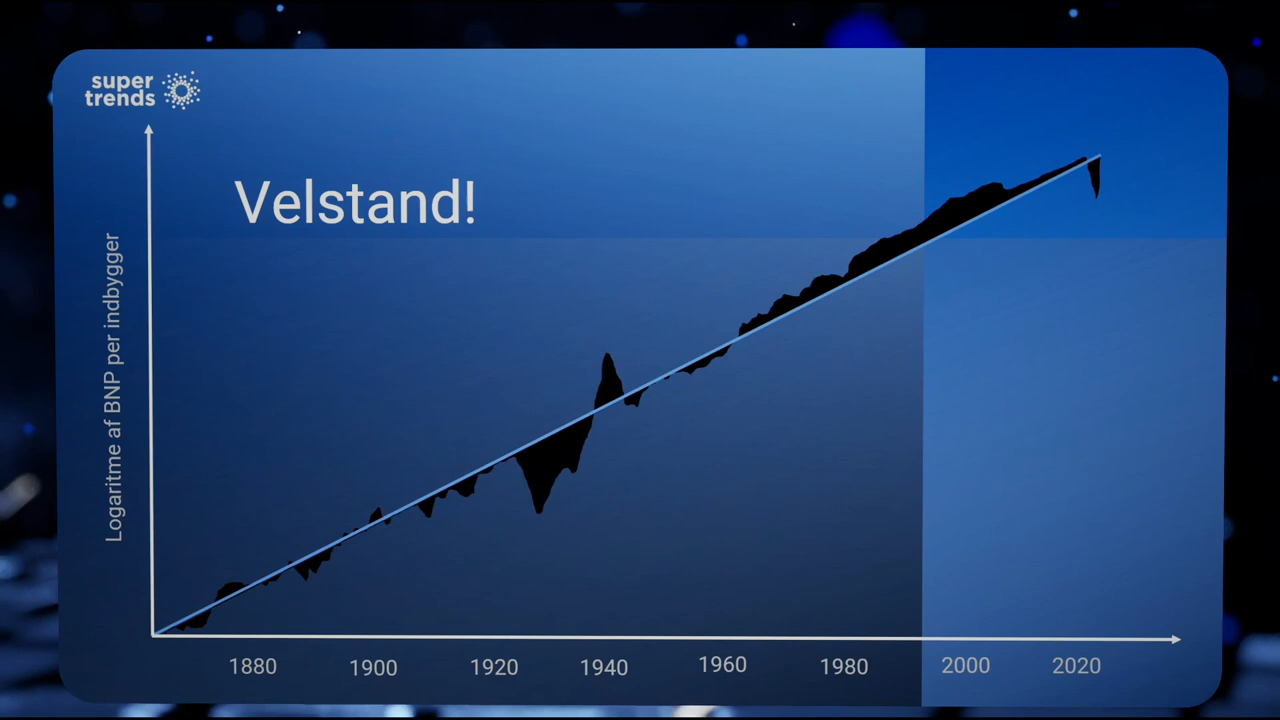 super
trends
Velstand!
Logaritme af BNP per indbygger
1880 1900 1920 1940 1960 1980 2000 2020